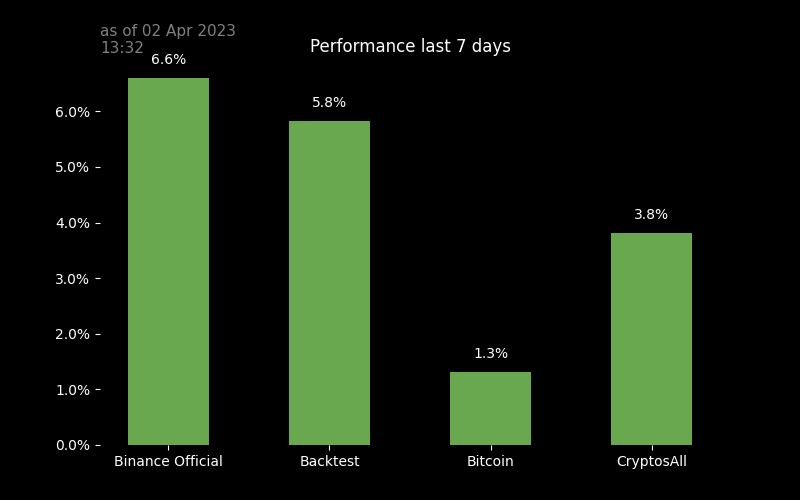 as of 02 Apr 2023
13:32
Performance last 7 days
6.6%
5.8%
1.3%
3.8%
6.0%
5.0%
4.0%
3.0%
2.0%
1.0%
0.0%
Binance Official
Backtest
Bitcoin
CryptosAll